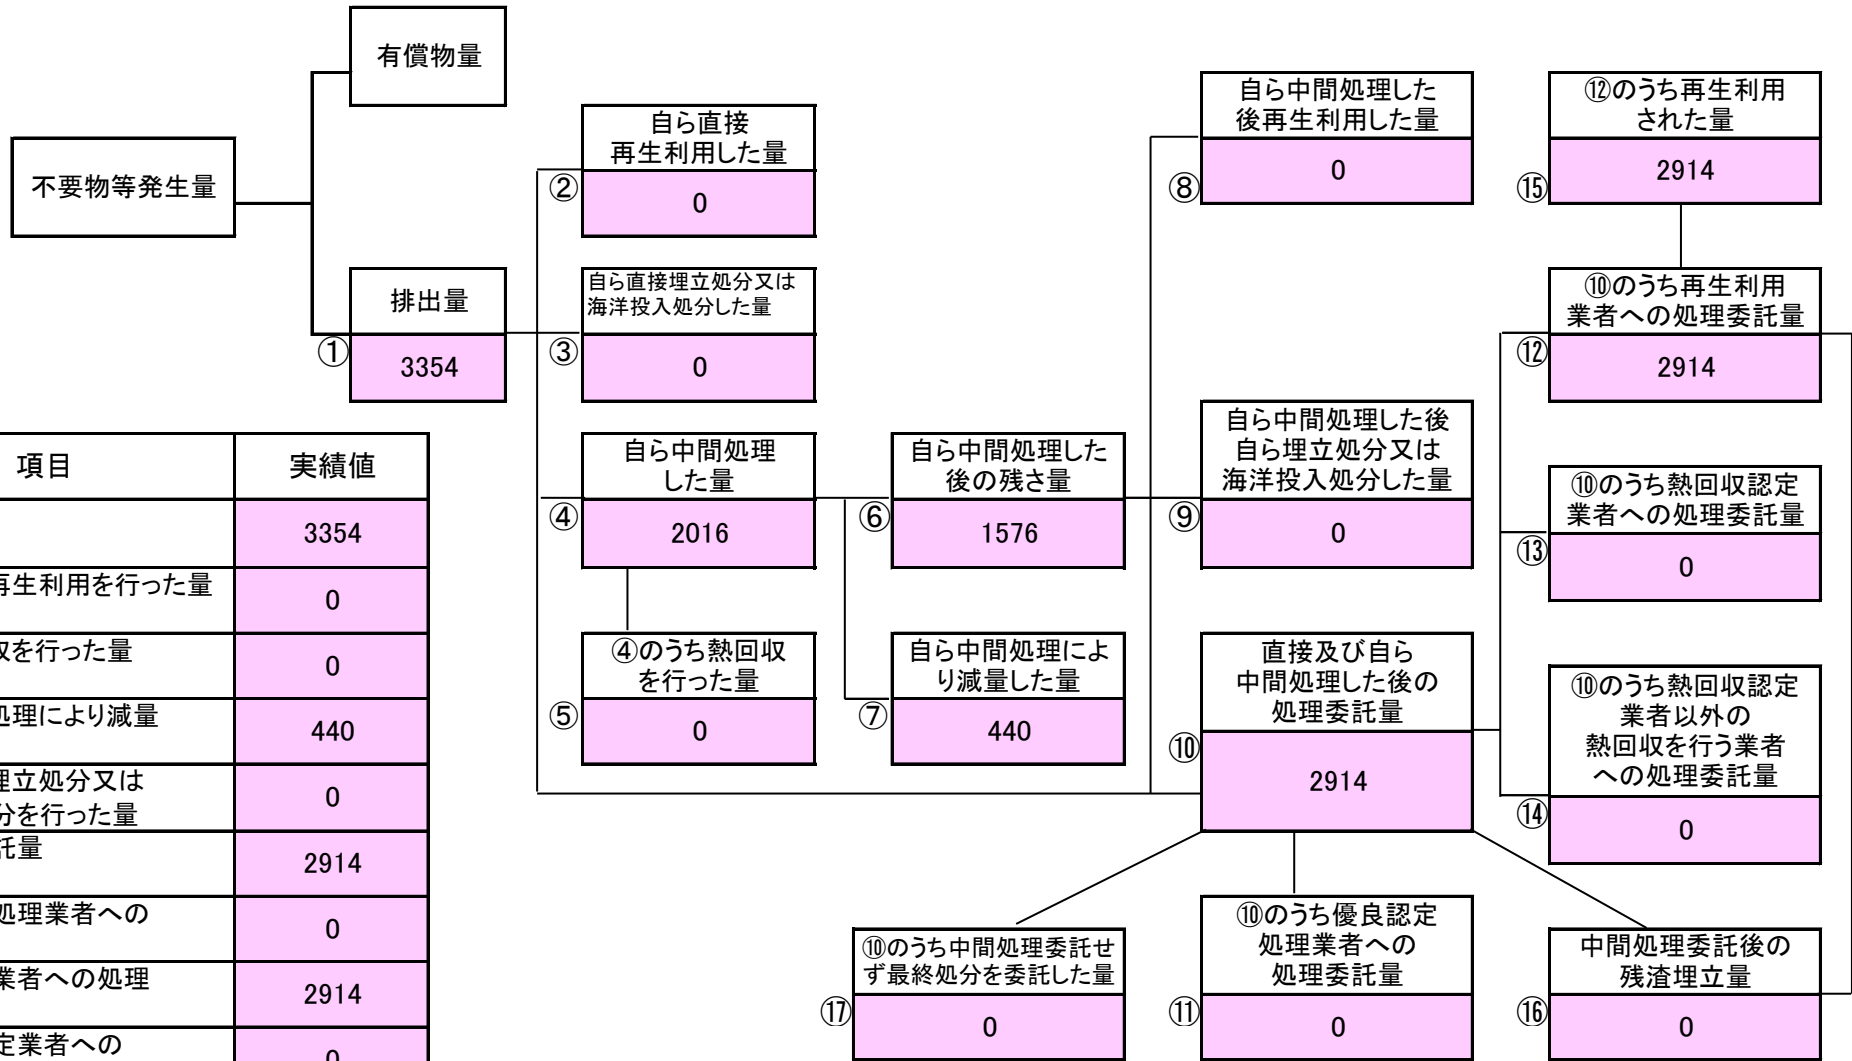 有償物量
不要物等発生量
排出量
①
3354
自ら直接
再生利用した量
②
0
自ら直接埋立処分又は
海洋投入処分した量
③
0
自ら中間処理
した量
④
2016
④のうち熱回収
を行った量
⑤
0
自ら中間処理した
後の残さ量
⑥
1576
自ら中間処理によ
り減量した量
⑦
440
自ら中間処理した
後再生利用した量
⑧
0
自ら中間処理した後
自ら埋立処分又は
海洋投入処分した量
⑨
0
直接及び自ら
中間処理した後の
処理委託量
⑩
2914
⑫のうち再生利用
された量
⑮
2914
⑩のうち再生利用
業者への処理委託量
⑫
2914
⑩のうち熱回収認定
業者への処理委託量
⑬
0
⑩のうち熱回収認定
業者以外の
熱回収を行う業者
への処理委託量
⑭
0
⑩のうち中間処理委託せ
ず最終処分を委託した量
⑰
0
⑩のうち優良認定
処理業者への
処理委託量
⑪
0
中間処理委託後の
残渣埋立量
⑯
0
項目 実績値
3354
再生利用を行った量 0
収を行った量 0
処理により減量 440
埋立処分又は
分を行った量 0
託量 2914
処理業者への 0
業者への処理 2914
定業者への 0